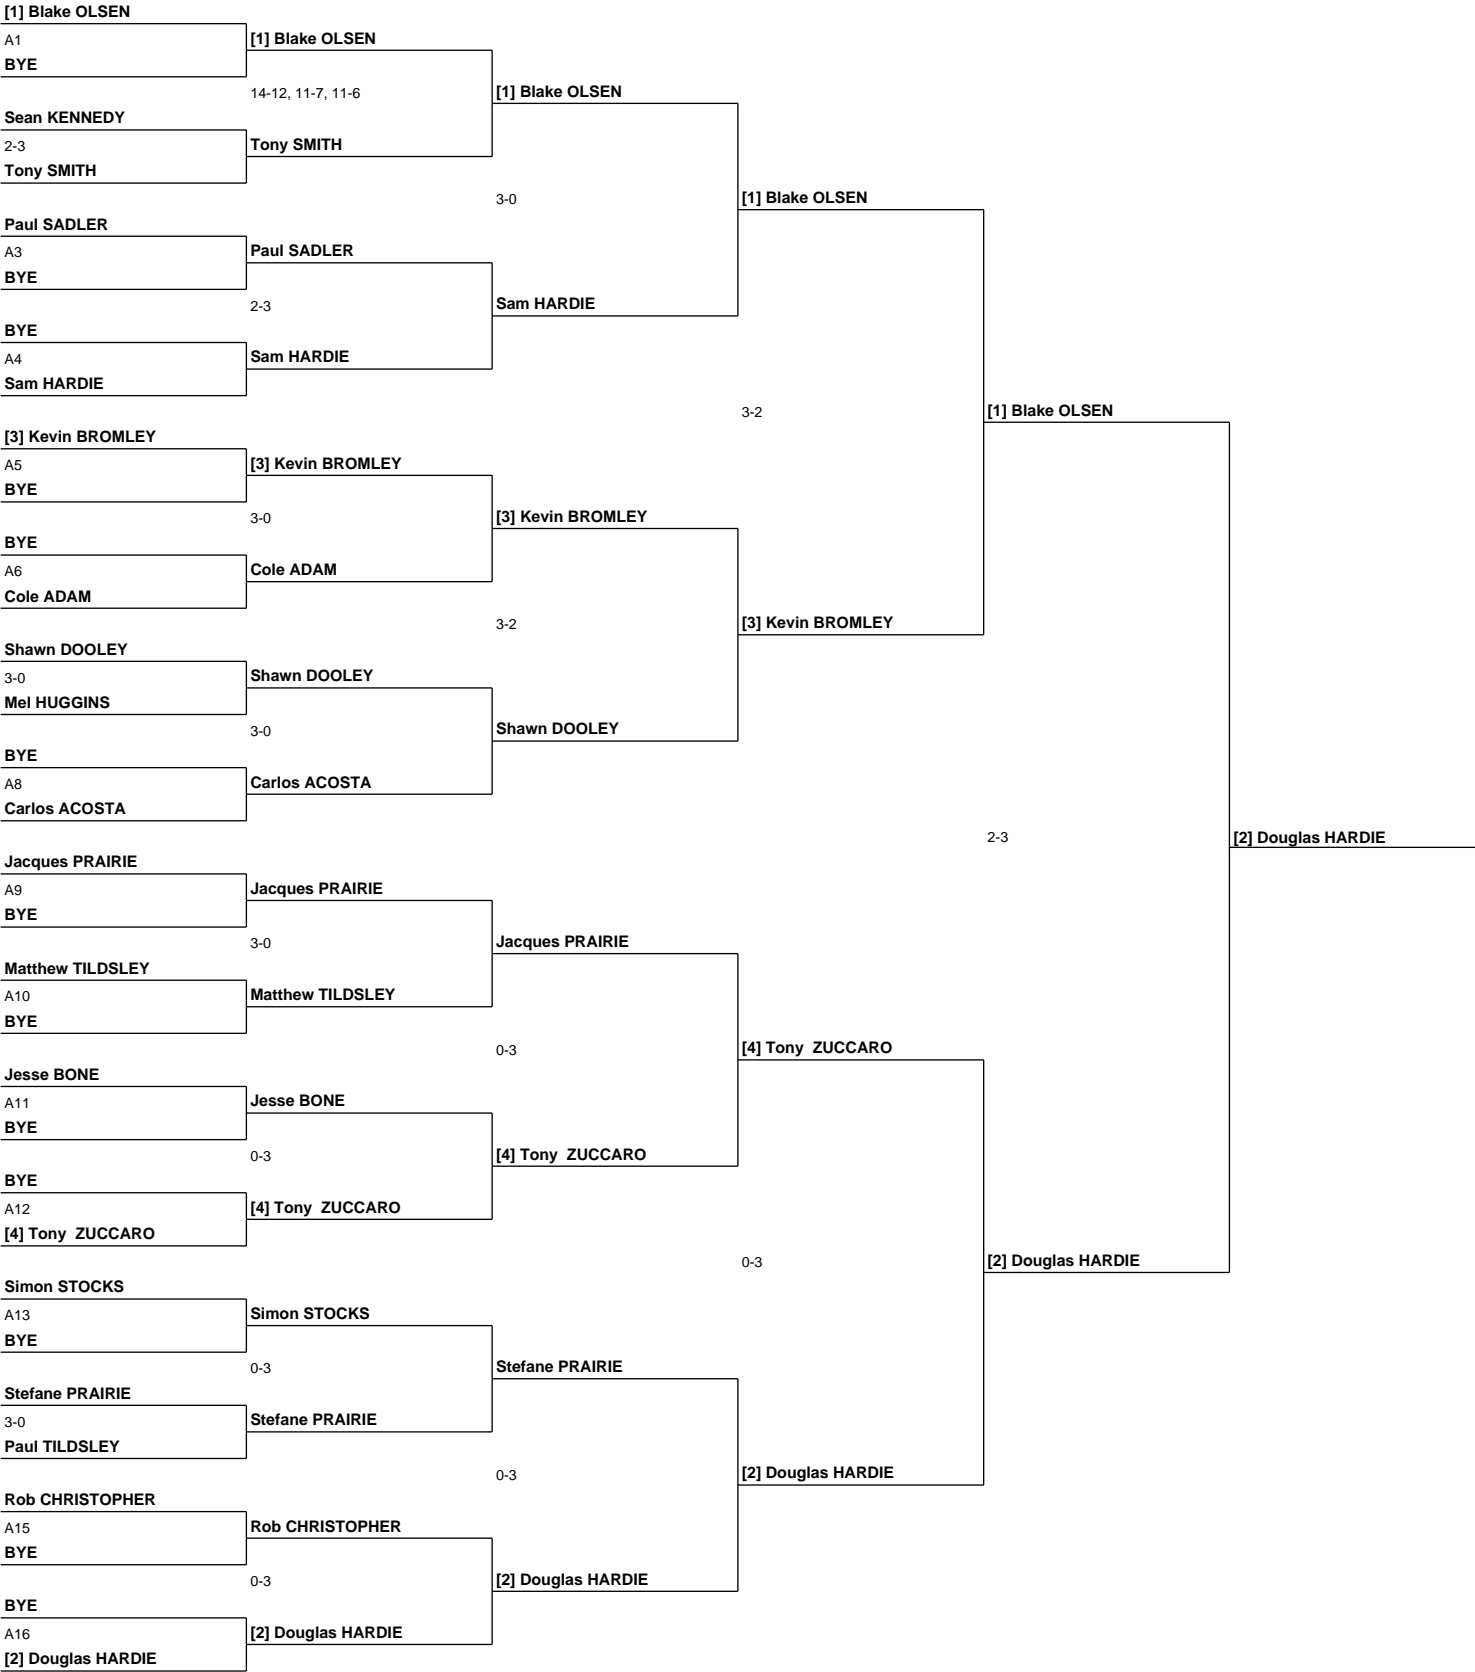 [1] Blake OLSEN
A1
[1] Blake OLSEN
BYE
14-12, 11-7, 11-6
[1] Blake OLSEN
Sean KENNEDY
2-3
Tony SMITH
Tony SMITH
3-0
[1] Blake OLSEN
Paul SADLER
A3
Paul SADLER
BYE
2-3
Sam HARDIE
BYE
A4
Sam HARDIE
Sam HARDIE
3-2
[1] Blake OLSEN
[3] Kevin BROMLEY
A5
[3] Kevin BROMLEY
BYE
3-0
[3] Kevin BROMLEY
BYE
A6
Cole ADAM
Cole ADAM
3-2
[3] Kevin BROMLEY
Shawn DOOLEY
3-0
Shawn DOOLEY
Mel HUGGINS
3-0
Shawn DOOLEY
BYE
A8
Carlos ACOSTA
Carlos ACOSTA
2-3
[2] Douglas HARDIE
Jacques PRAIRIE
A9
Jacques PRAIRIE
BYE
3-0
Jacques PRAIRIE
Matthew TILDSLEY
A10
Matthew TILDSLEY
BYE
0-3
[4] Tony  ZUCCARO
Jesse BONE
A11
Jesse BONE
BYE
0-3
[4] Tony  ZUCCARO
BYE
A12
[4] Tony  ZUCCARO
[4] Tony  ZUCCARO
0-3
[2] Douglas HARDIE
Simon STOCKS
A13
Simon STOCKS
BYE
0-3
Stefane PRAIRIE
Stefane PRAIRIE
3-0
Stefane PRAIRIE
Paul TILDSLEY
0-3
[2] Douglas HARDIE
Rob CHRISTOPHER
A15
Rob CHRISTOPHER
BYE
0-3
[2] Douglas HARDIE
BYE
A16
[2] Douglas HARDIE
[2] Douglas HARDIE